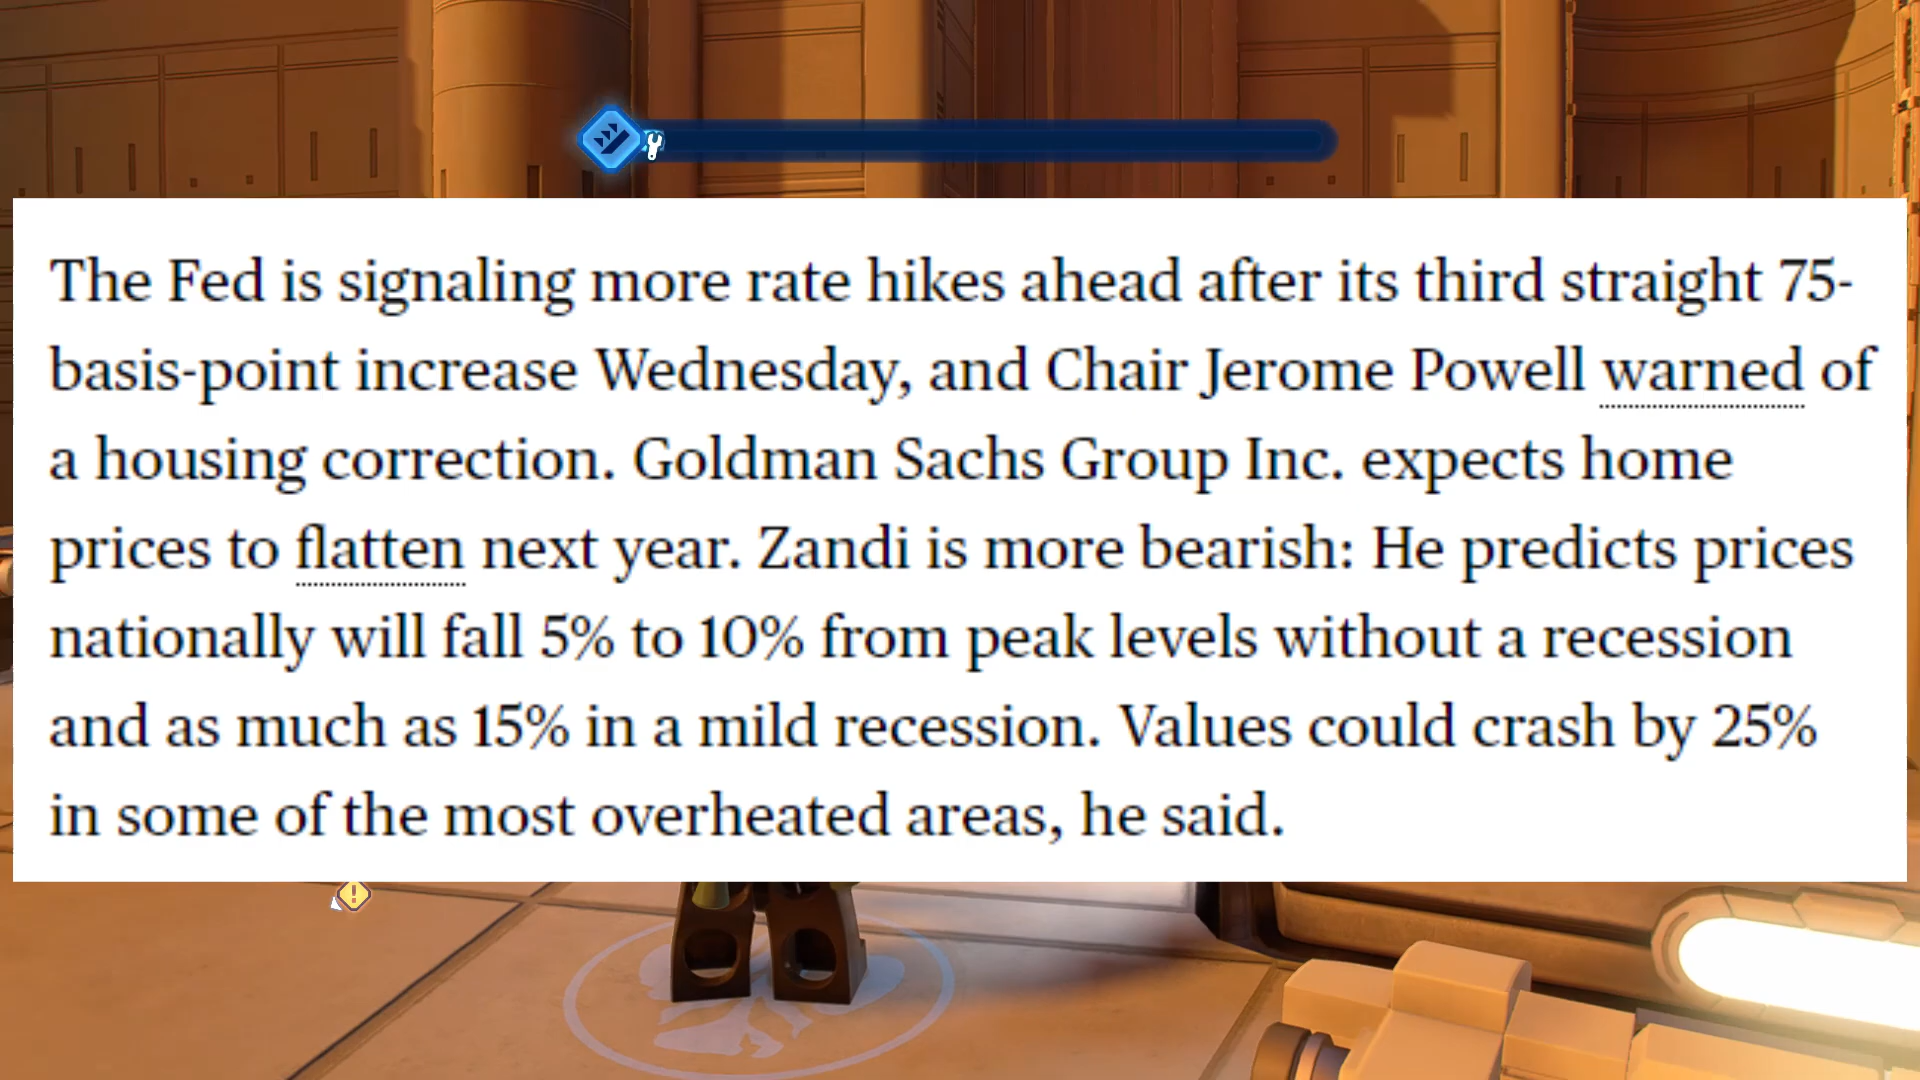 The Fed is signaling more rate hikes ahead after its third straight 75-
basis-point increase Wednesday, and Chair Jerome Powell warned of
a housing correction. Goldman Sachs Group Inc. expects home
prices to flatten next year. Zandi is more bearish: He predicts prices
nationally will fall 5% to 10% from peak levels without a recession
and as much as 15% in a mild recession. Values could crash by 25%
in some of the most overheated areas, he said.